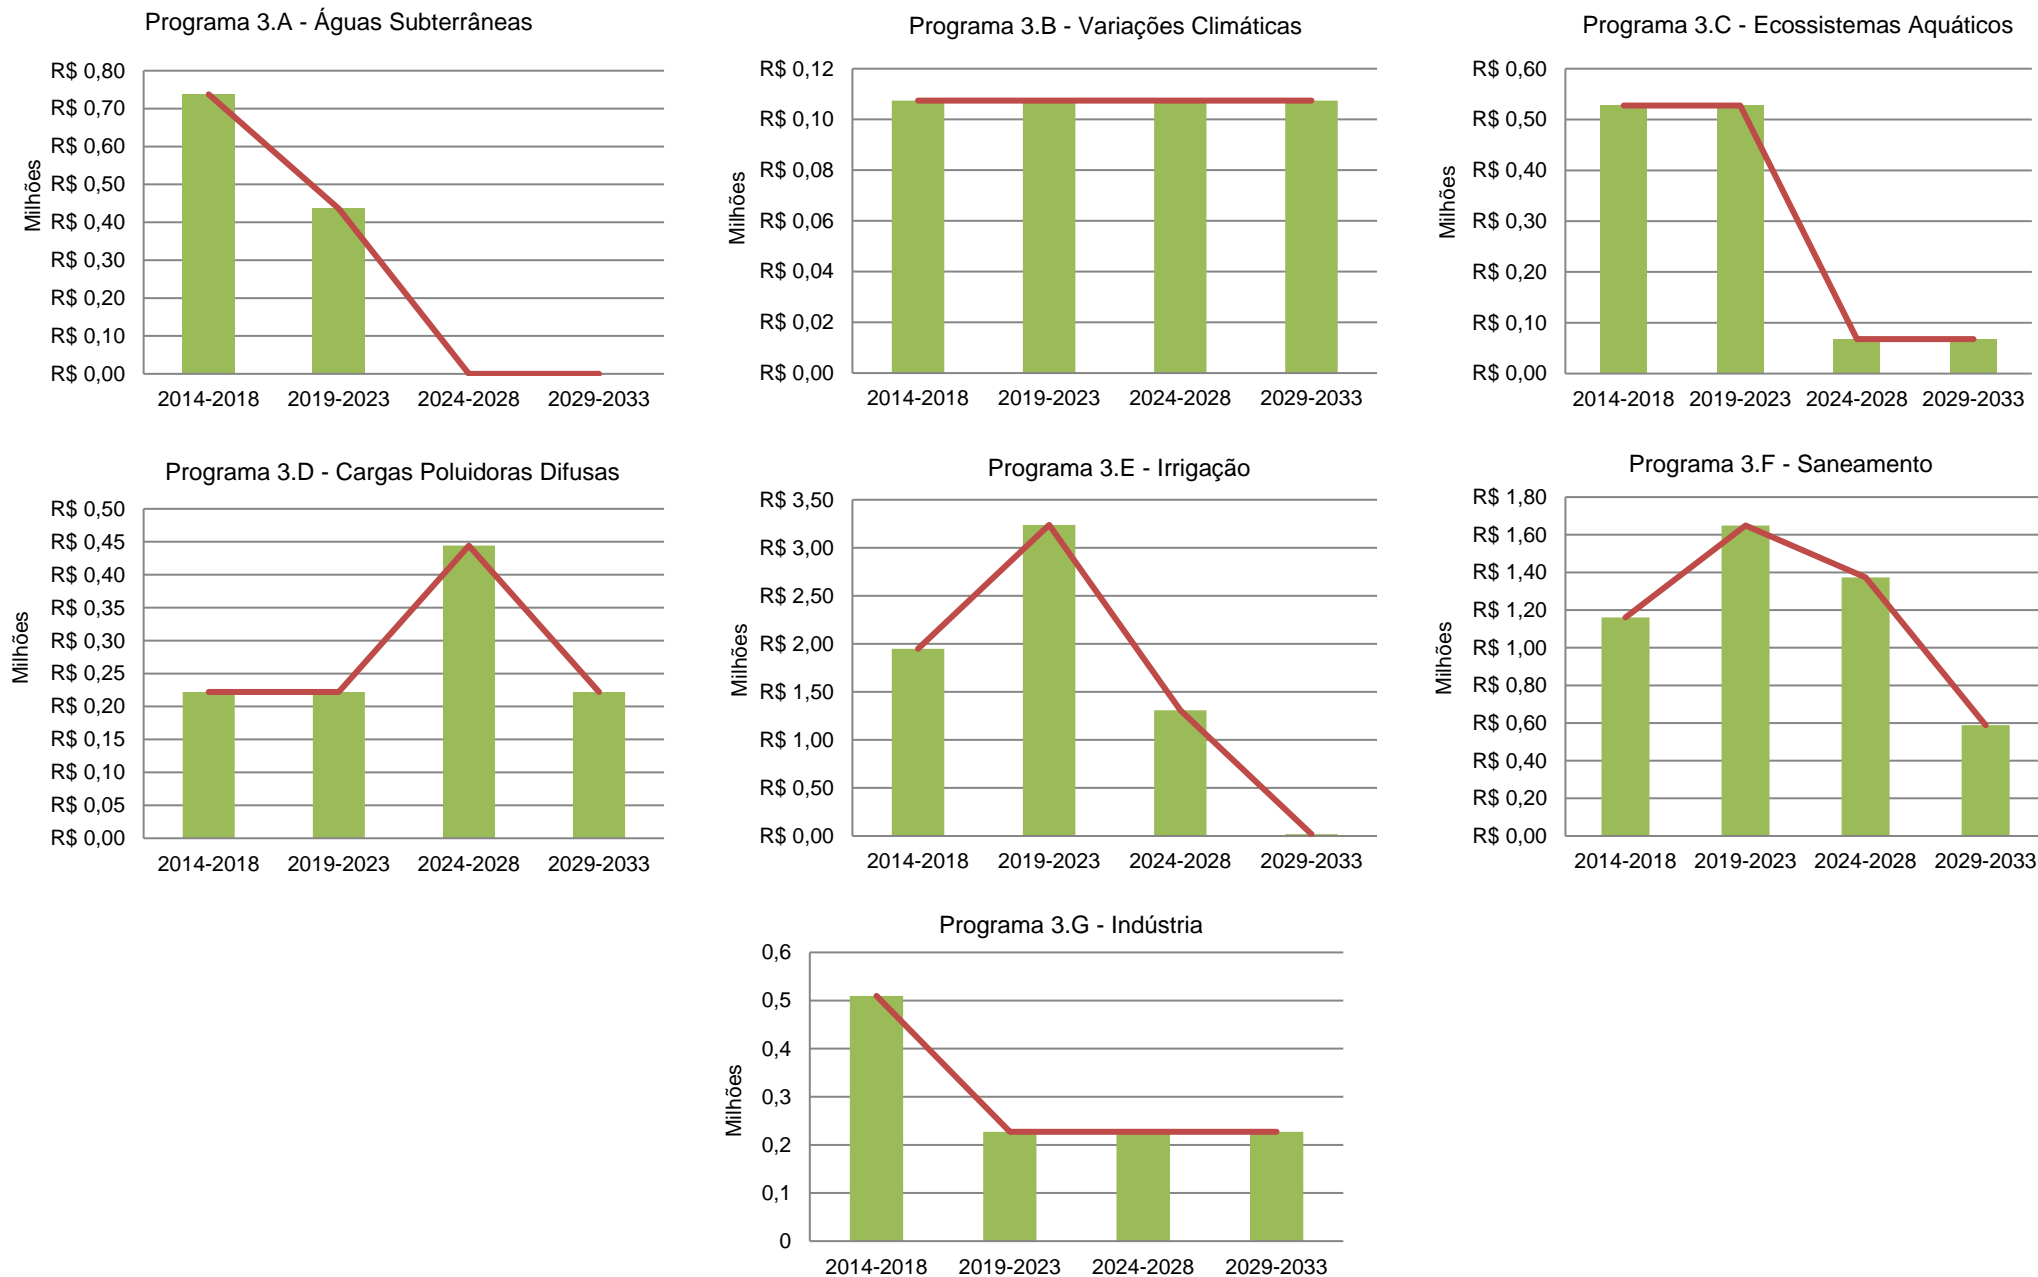 Programa 3.A - Águas Subterrâneas
Milhões
R$ 0,80
R$ 0,70
R$ 0,60
R$ 0,50
R$ 0,40
R$ 0,30
R$ 0,20
R$ 0,10
R$ 0,00
2014-2018 2019-2023 2024-2028 2029-2033
Programa 3.B - Variações Climáticas
Milhões
R$ 0,12
R$ 0,10
R$ 0,08
R$ 0,06
R$ 0,04
R$ 0,02
R$ 0,00
2014-2018 2019-2023 2024-2028 2029-2033
Programa 3.C - Ecossistemas Aquáticos
Milhões
R$ 0,60
R$ 0,50
R$ 0,40
R$ 0,30
R$ 0,20
R$ 0,10
R$ 0,00
2014-2018 2019-2023 2024-2028 2029-2033
Programa 3.D - Cargas Poluidoras Difusas
Milhões
R$ 0,50
R$ 0,45
R$ 0,40
R$ 0,35
R$ 0,30
R$ 0,25
R$ 0,20
R$ 0,15
R$ 0,10
R$ 0,05
R$ 0,00
2014-2018 2019-2023 2024-2028 2029-2033
Programa 3.E - Irrigação
Milhões
R$ 3,50
R$ 3,00
R$ 2,50
R$ 2,00
R$ 1,50
R$ 1,00
R$ 0,50
R$ 0,00
2014-2018 2019-2023 2024-2028 2029-2033
Programa 3.F - Saneamento
Milhões
R$ 1,80
R$ 1,60
R$ 1,40
R$ 1,20
R$ 1,00
R$ 0,80
R$ 0,60
R$ 0,40
R$ 0,20
R$ 0,00
2014-2018 2019-2023 2024-2028 2029-2033
Programa 3.G - Indústria
Milhões
0,6
0,5
0,4
0,3
0,2
0,1
0
2014-2018 2019-2023 2024-2028 2029-2033